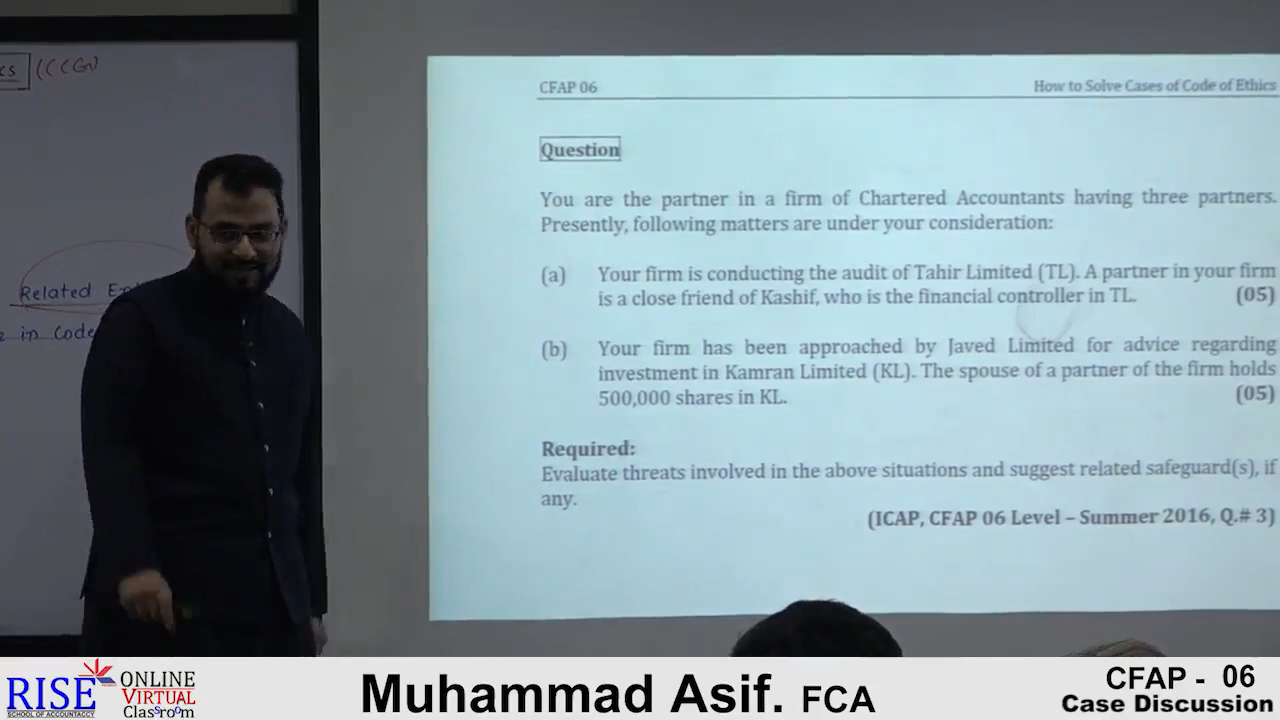 cs (CCG)
Related
in Code
CFAP 06
How to Solve Cases of Code of Ethics
Question
You are the partner in a firm of Chartered Accountants having three partners.
Presently, following matters are under your consideration:
(a) Your firm is conducting the audit of Tahir Limited (TL). A partner in your firm
is a close friend of Kashif, who is the financial controller in TL. (05)
(b) Your firm has been approached by Javed Limited for advice regarding
investment in Kamran Limited (KL). The spouse of a partner of the firm holds
500,000 shares in KL. (05)
Required:
Evaluate threats involved in the above situations and suggest related safeguard(s), if
any.
(ICAP, CFAP 06 Level – Summer 2016, Q.# 3)
RISE
SCHOOL OF ACCOUNTANCY
ONLINE
VIRTUAL
Classroom
Muhammad Asif. FCA
CFAP - 06
Case Discussion